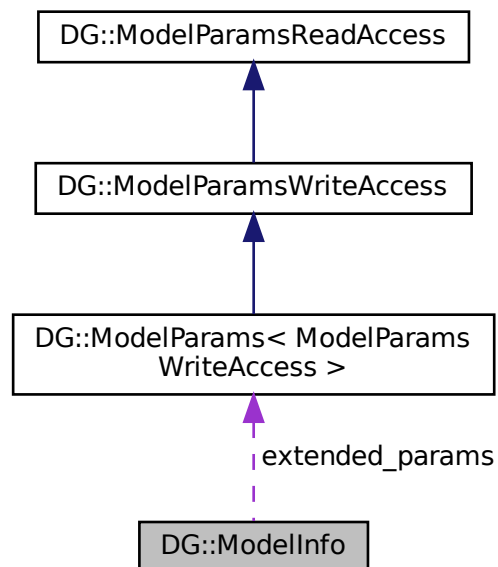 DG::ModelParamsReadAccess
DG::ModelParamsWriteAccess
DG::ModelParams< ModelParams
WriteAccess >
extended_params
DG::ModelInfo